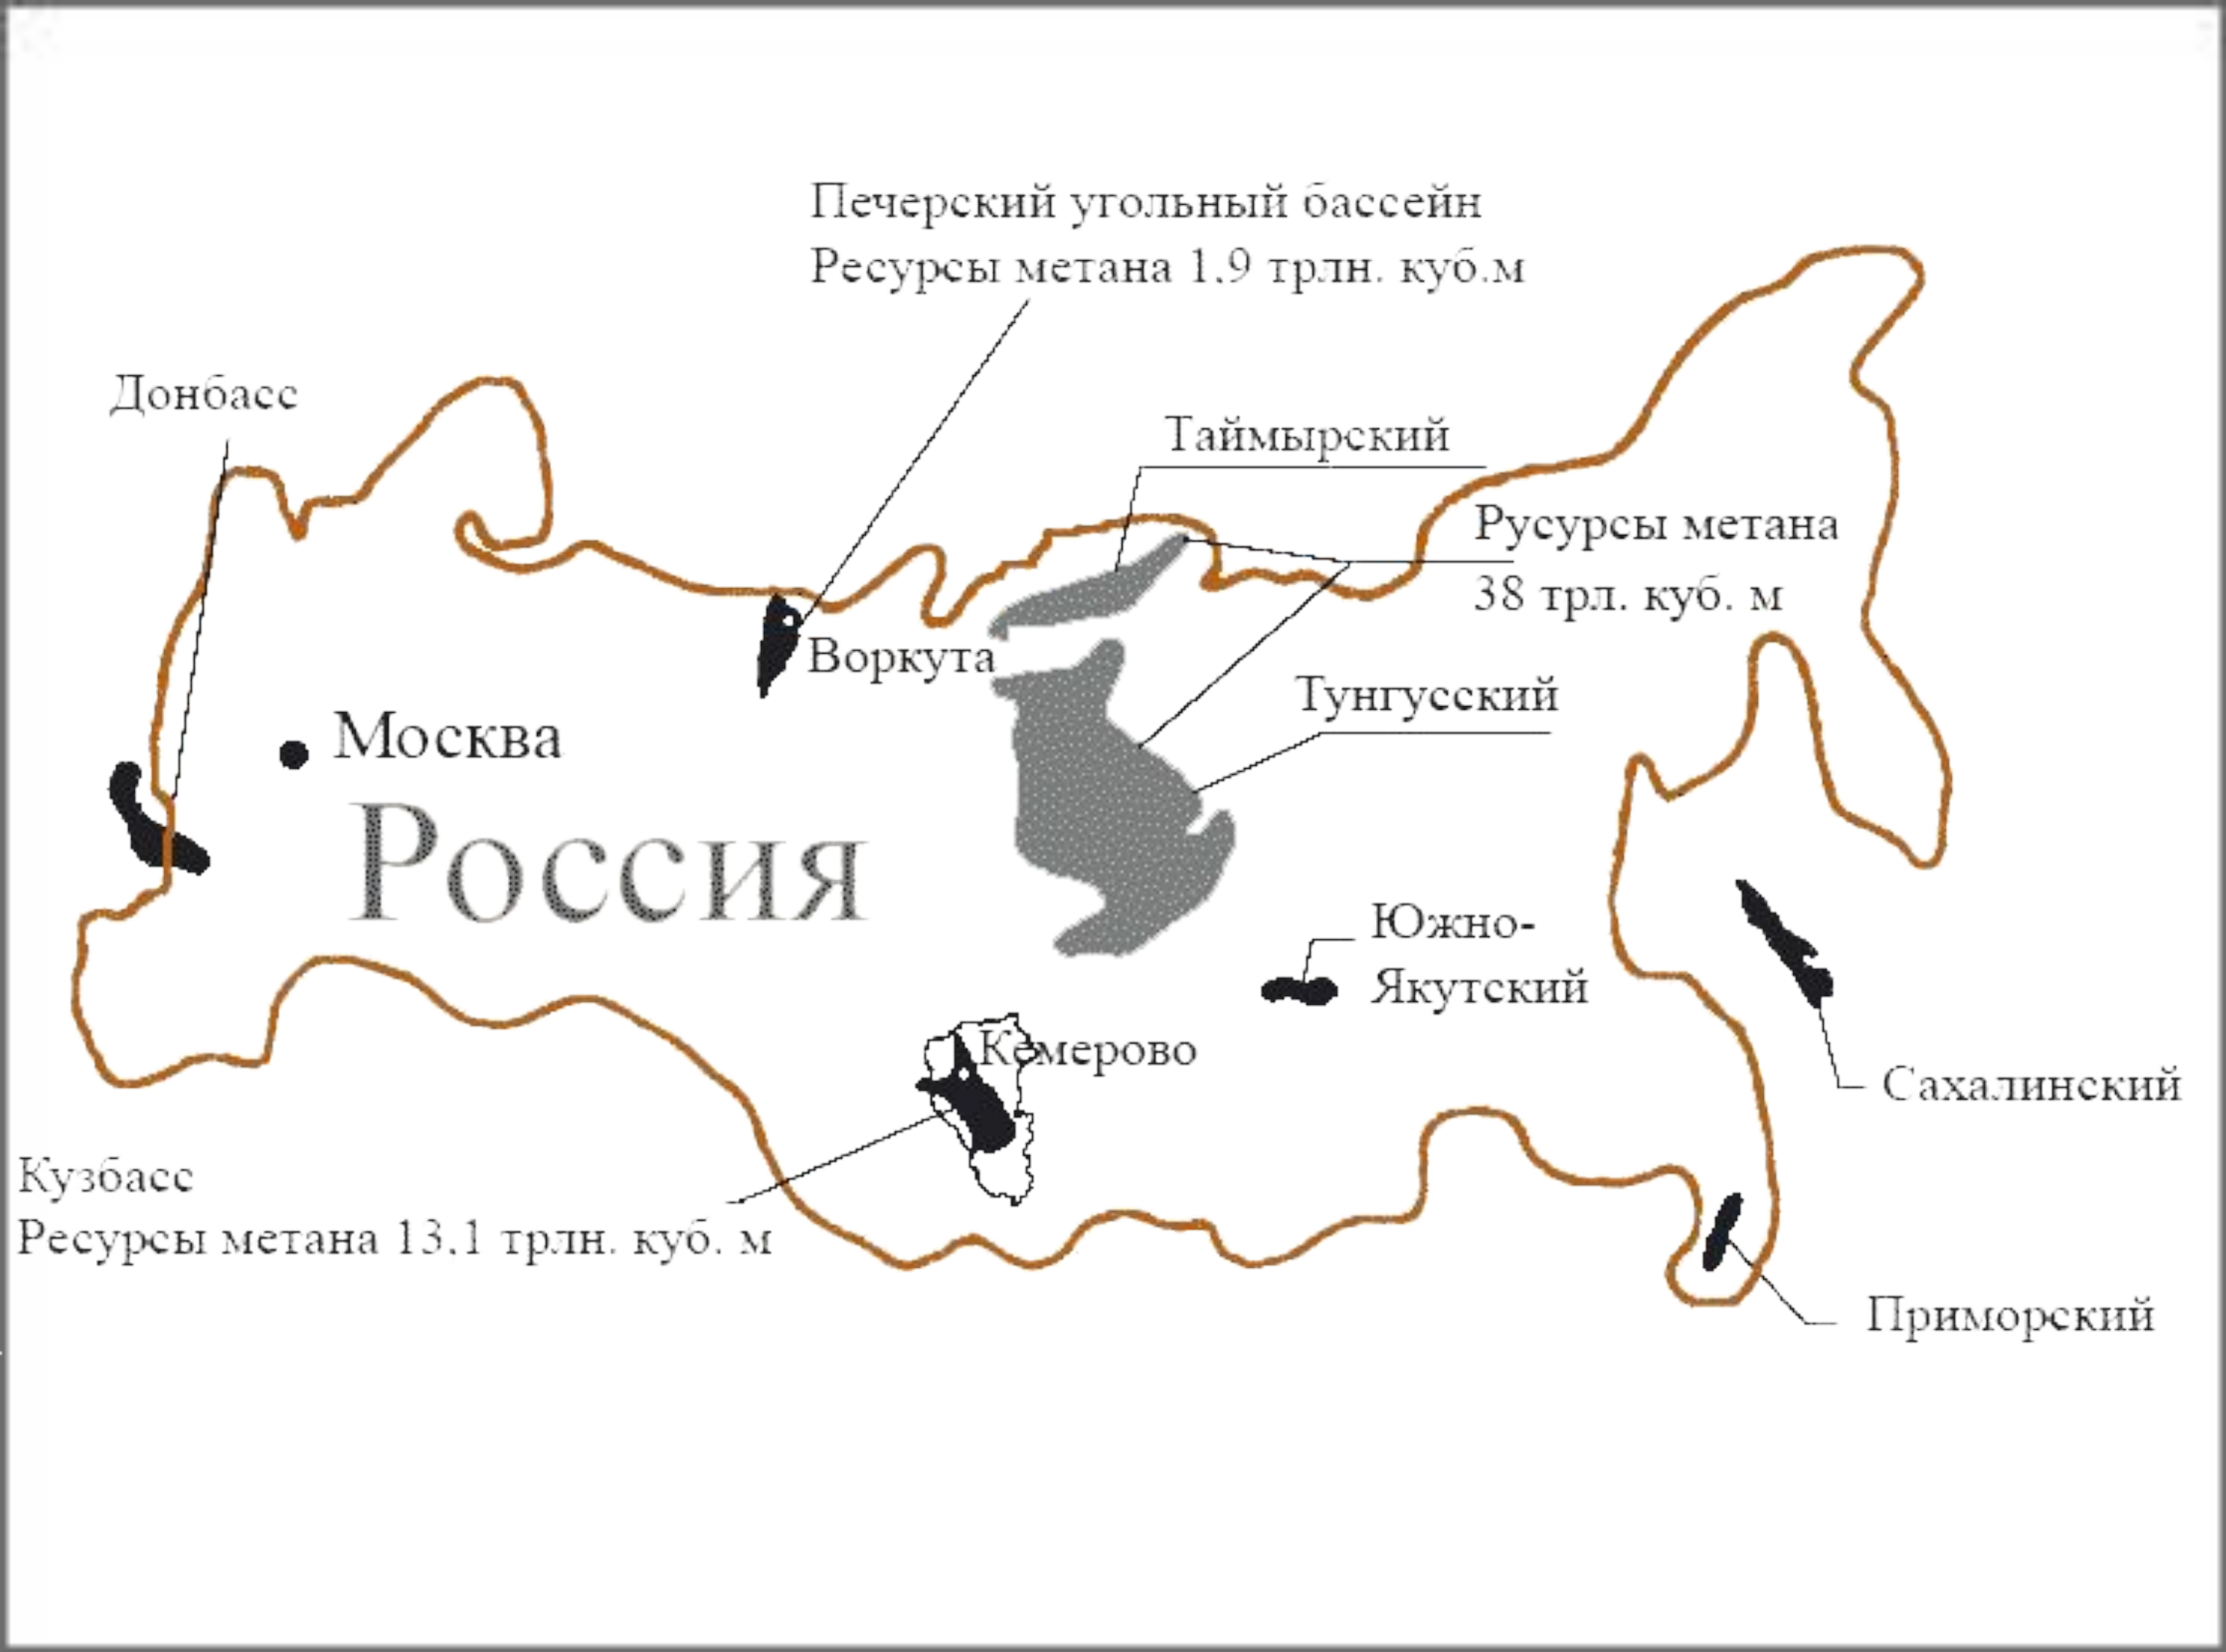 Печерский угольный бассейн
Ресурсы метана 1.9 трлн. куб.м
Донбасс
Таймырский
Русурсы метана
38 трл. куб. м
Воркута
Тунгусский
Москва
Россия
Южно-
Якутский
Кемерово
Сахалинский
Кузбасс
Ресурсы метана 13.1 трлн. куб. м
Приморский